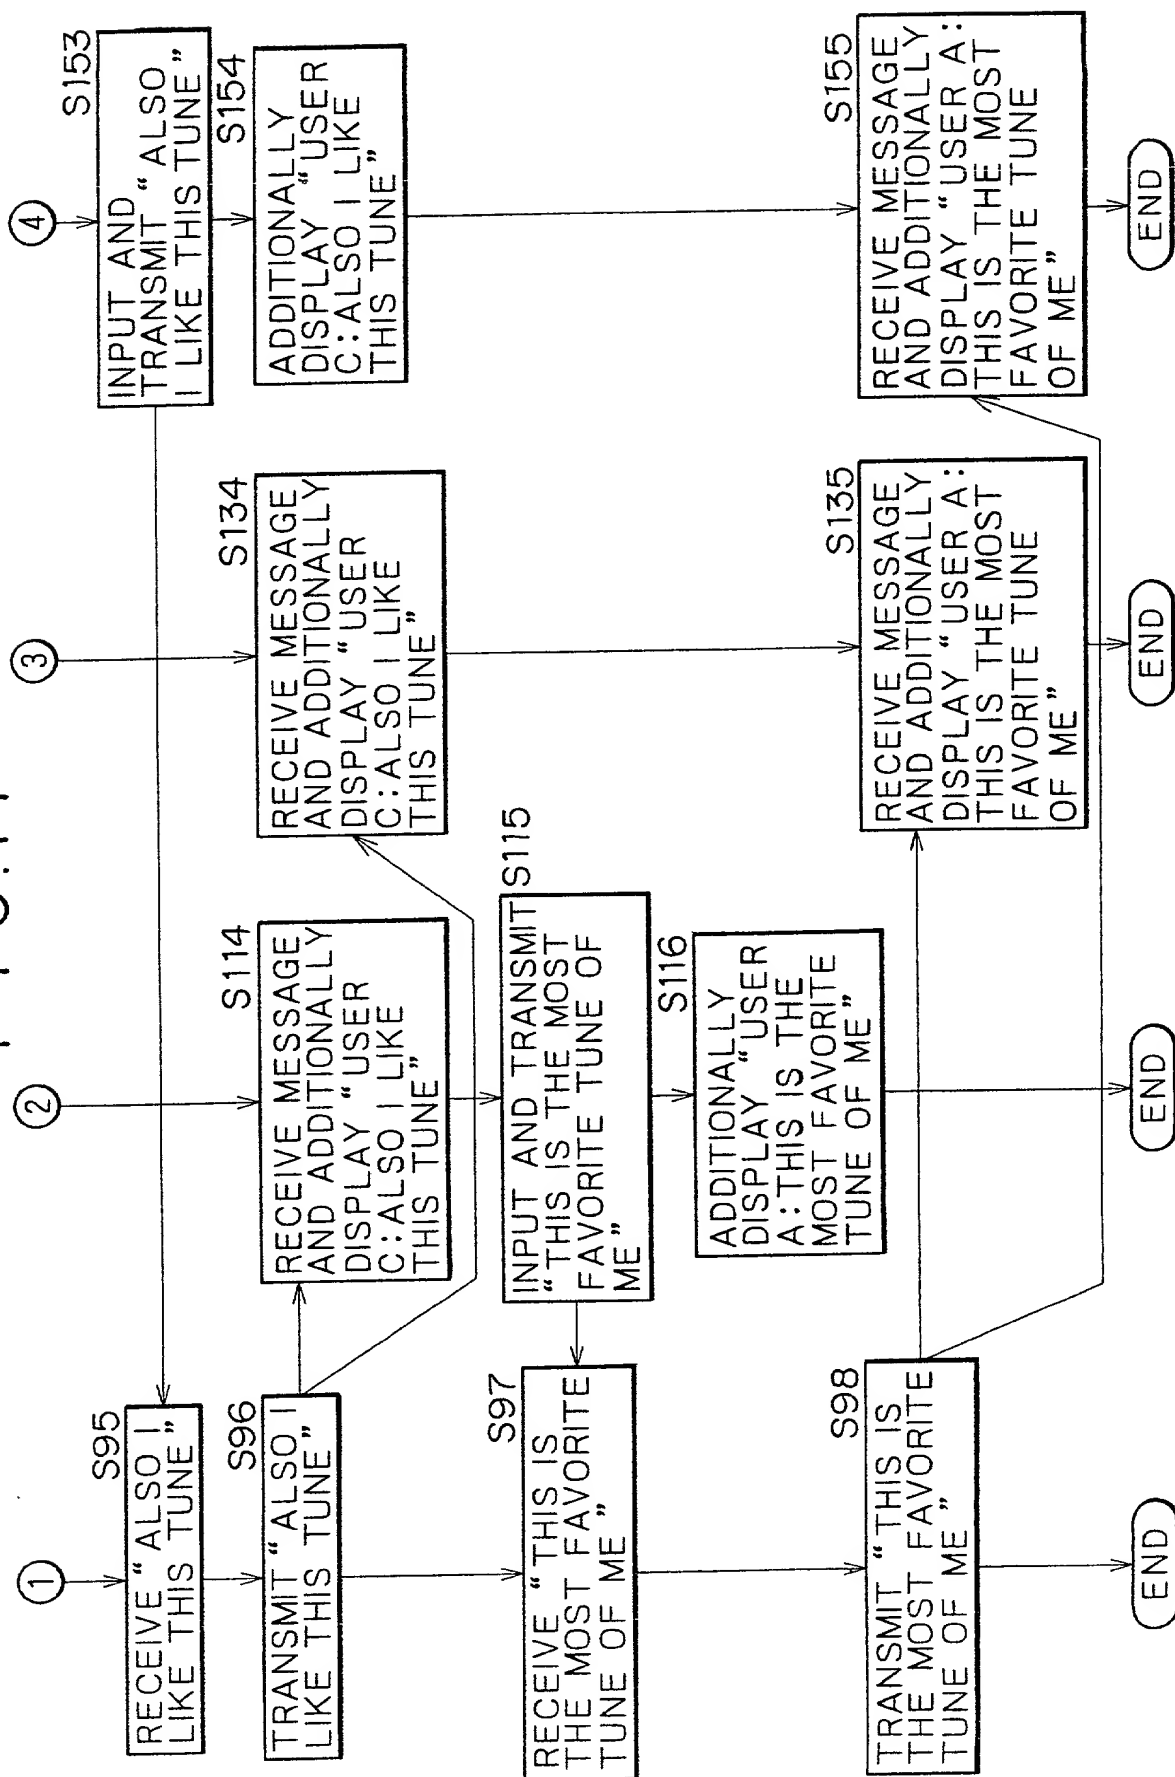 1
S95
RECEIVE “ALSO I
LIKE THIS TUNE”
S96
TRANSMIT “ALSO I
LIKE THIS TUNE”
S97
RECEIVE “THIS IS
THE MOST FAVORITE
TUNE OF ME”
S98
TRANSMIT “THIS IS
THE MOST FAVORITE
TUNE OF ME”
END
2
S114
RECEIVE MESSAGE
AND ADDITIONALLY
DISPLAY “USER
C:ALSO I LIKE
THIS TUNE”
S115
INPUT AND TRANSMIT
“THIS IS THE MOST
FAVORITE TUNE OF
ME”
S116
ADDITIONALLY
DISPLAY “USER
A:THIS IS THE
MOST FAVORITE
TUNE OF ME”
END
3
S134
RECEIVE MESSAGE
AND ADDITIONALLY
DISPLAY “USER
C:ALSO I LIKE
THIS TUNE”
S135
RECEIVE MESSAGE
AND ADDITIONALLY
DISPLAY “USER A:
THIS IS THE MOST
FAVORITE TUNE
OF ME”
END
4
S153
INPUT AND
TRANSMIT “ALSO
I LIKE THIS TUNE”
S154
ADDITIONALLY
DISPLAY “USER
C:ALSO I LIKE
THIS TUNE”
S155
RECEIVE MESSAGE
AND ADDITIONALLY
DISPLAY “USER A:
THIS IS THE MOST
FAVORITE TUNE
OF ME”
END